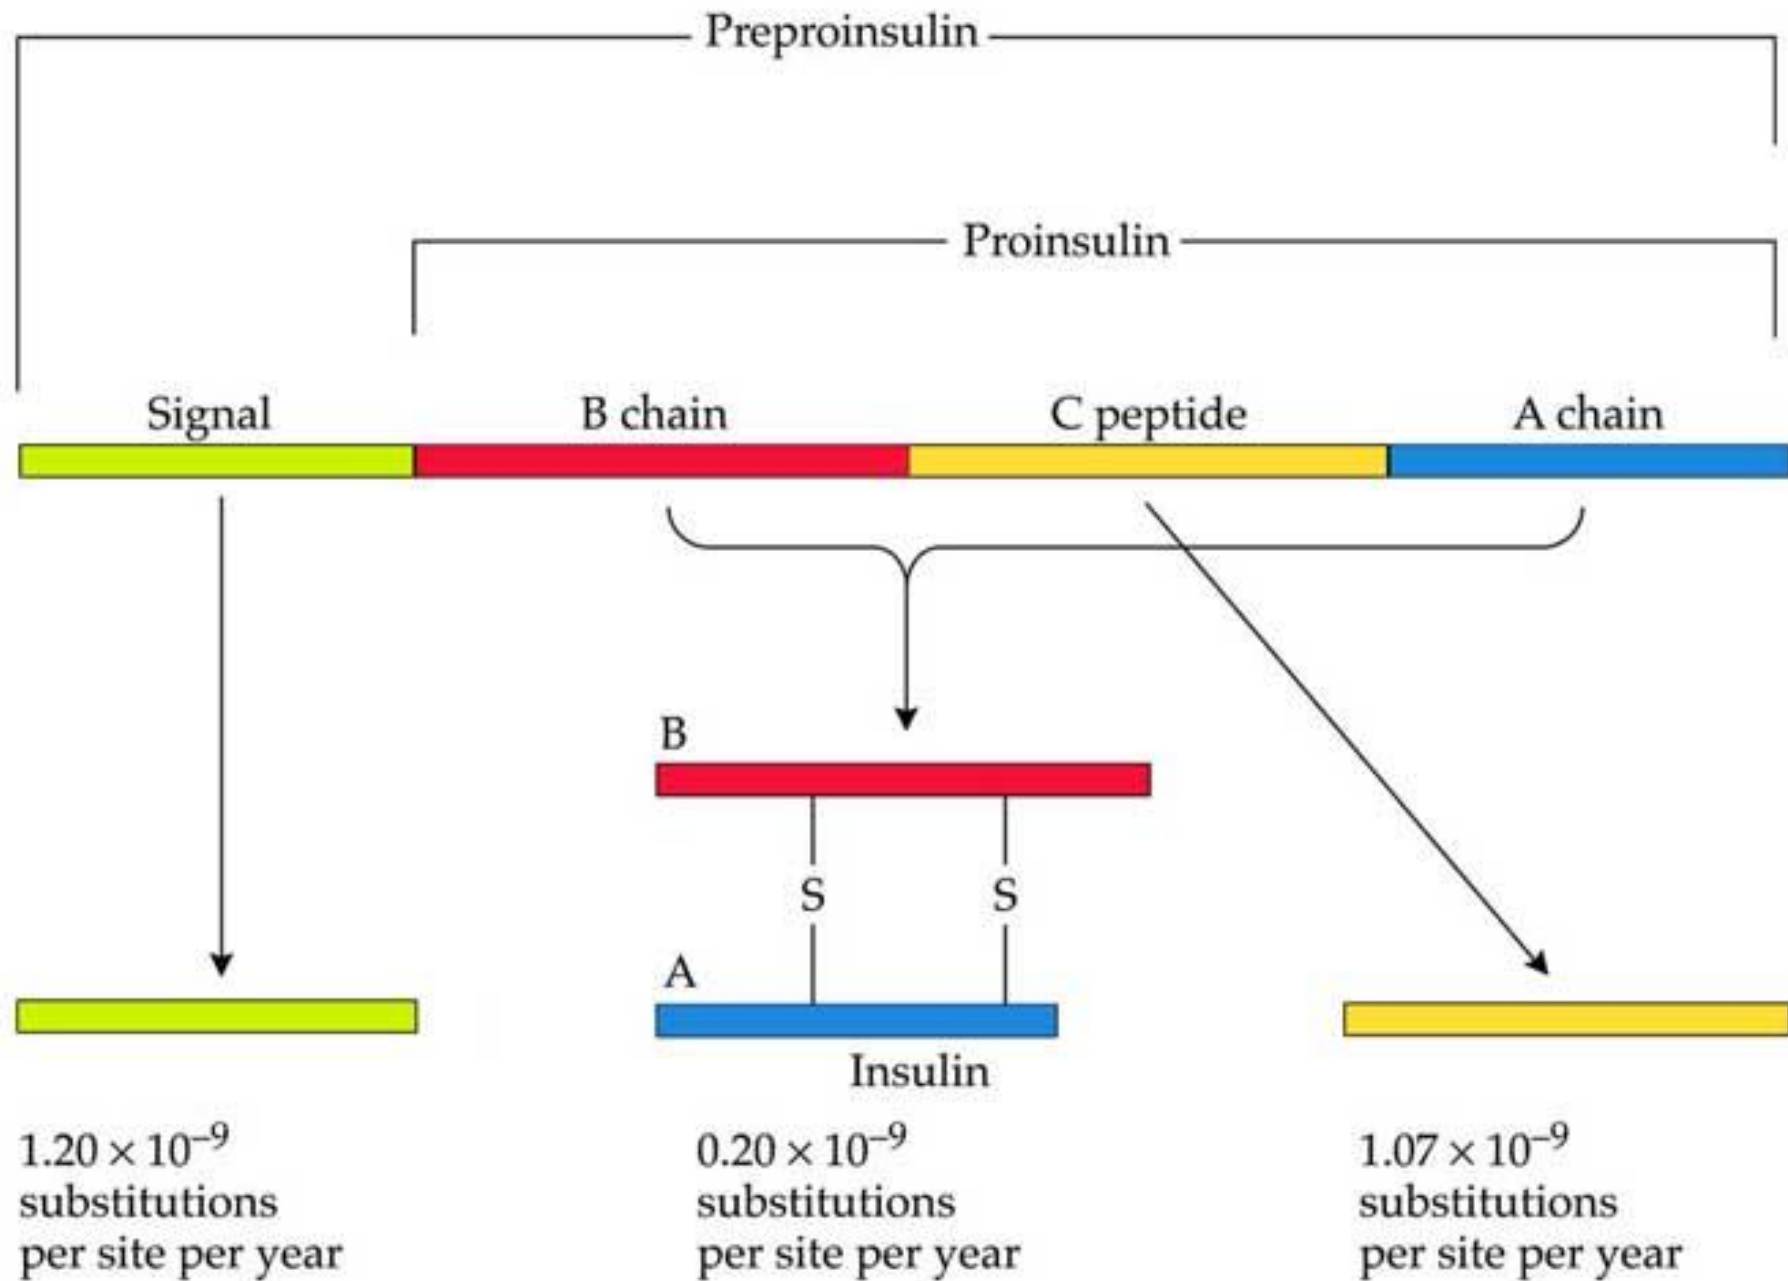 Preproinsulin
Proinsulin
Signal
B chain
C peptide
A chain
B
S
S
A
Insulin
1.20 × 10⁻⁹
substitutions
per site per year
0.20 × 10⁻⁹
substitutions
per site per year
1.07 × 10⁻⁹
substitutions
per site per year